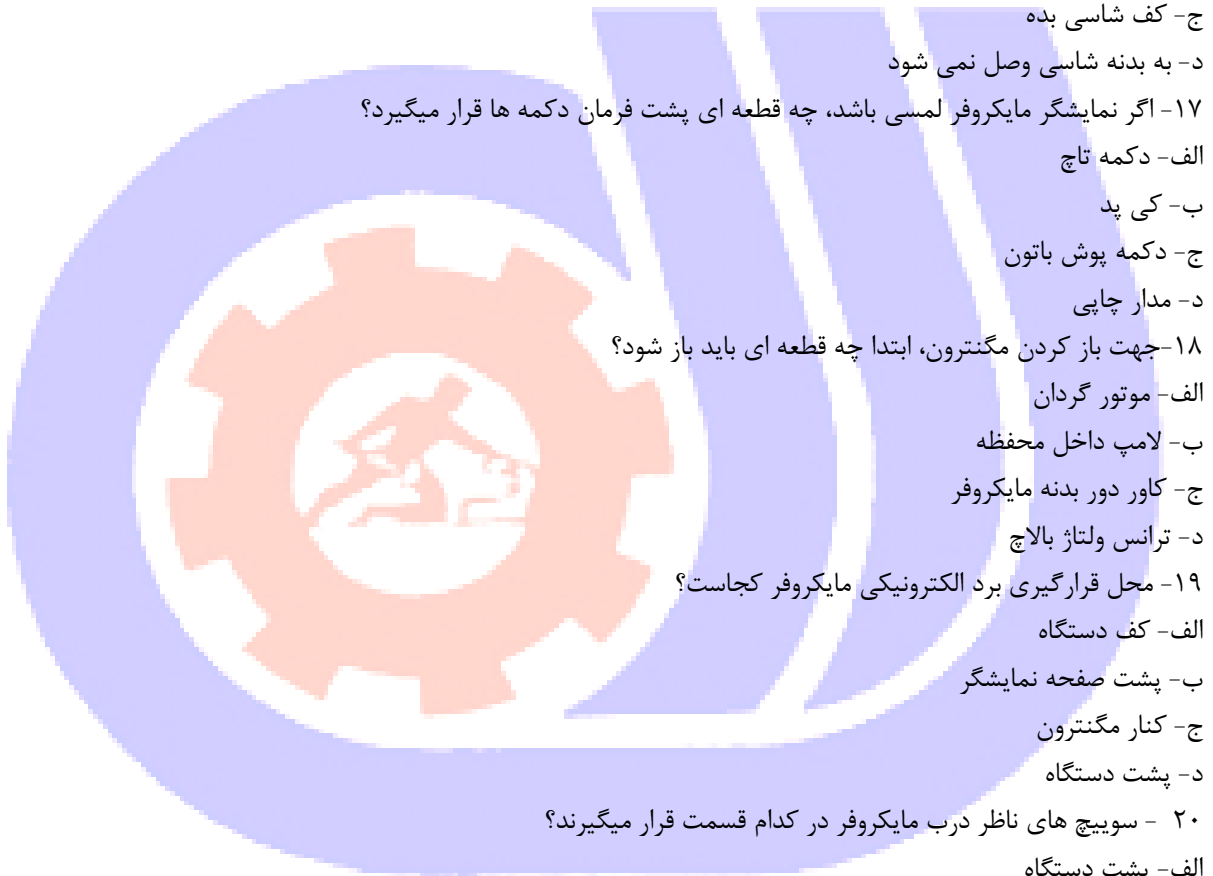 ج- کف شاسی بده
د- به بدنه شاسی وصل نمی شود
۱۷- اگر نمایشگر مایکروفر لمسی باشد، چه قطعه ای پشت فرمان دکمه ها قرار میگیرد؟
الف- دکمه تاچ
ب- کی پد
ج- دکمه پوش باتون
د- مدار چاپی
۱۸-جهت باز کردن مگنترون، ابتدا چه قطعه ای باید باز شود؟
الف- موتور گردان
ب- لامپ داخل محفظه
ج- کاور دور بدنه مایکروفر
د- ترانس ولتاژ بالاچ
۱۹- محل قرارگیری برد الکترونیکی مایکروفر کجاست؟
الف- کف دستگاه
ب- پشت صفحه نمایشگر
ج- کنار مگنترون
د- پشت دستگاه
۲۰ - سوییچ های ناظر درب مایکروفر در کدام قسمت قرار میگیرند؟
الف- پشت دستگاه